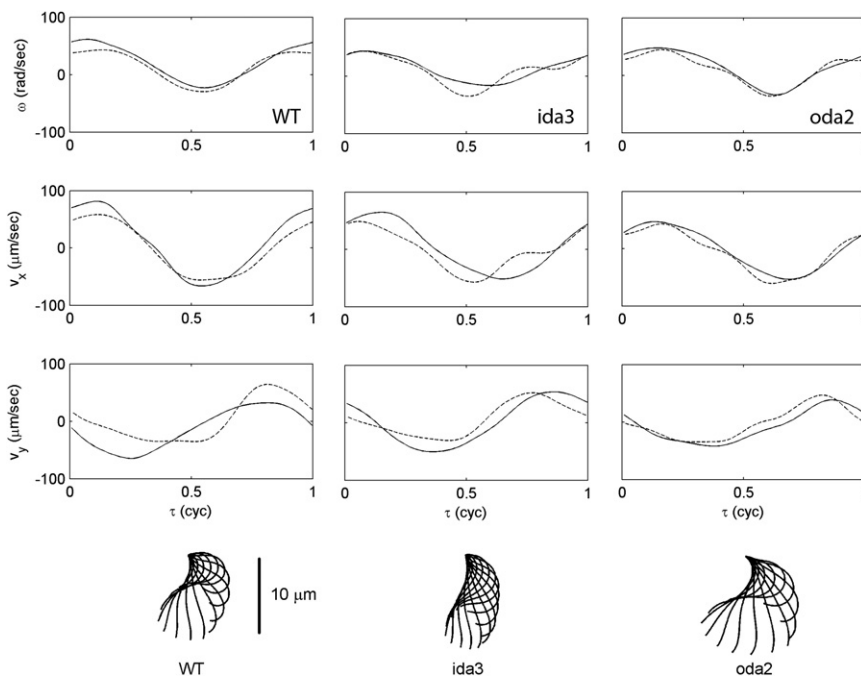 100
0
-100
ω (rad/sec)
0 0.5 1
WT
0 0.5 1
ida3
0 0.5
oda2
100
0
-100
v_x (μm/sec)
0 0.5 1
0 0.5 1
0 0.5
100
0
-100
v_y (μm/sec)
0 0.5 1
0 0.5 1
0 0.5
τ (cyc)
τ (cyc)
τ (cyc)
10 μm
WT
ida3
oda2